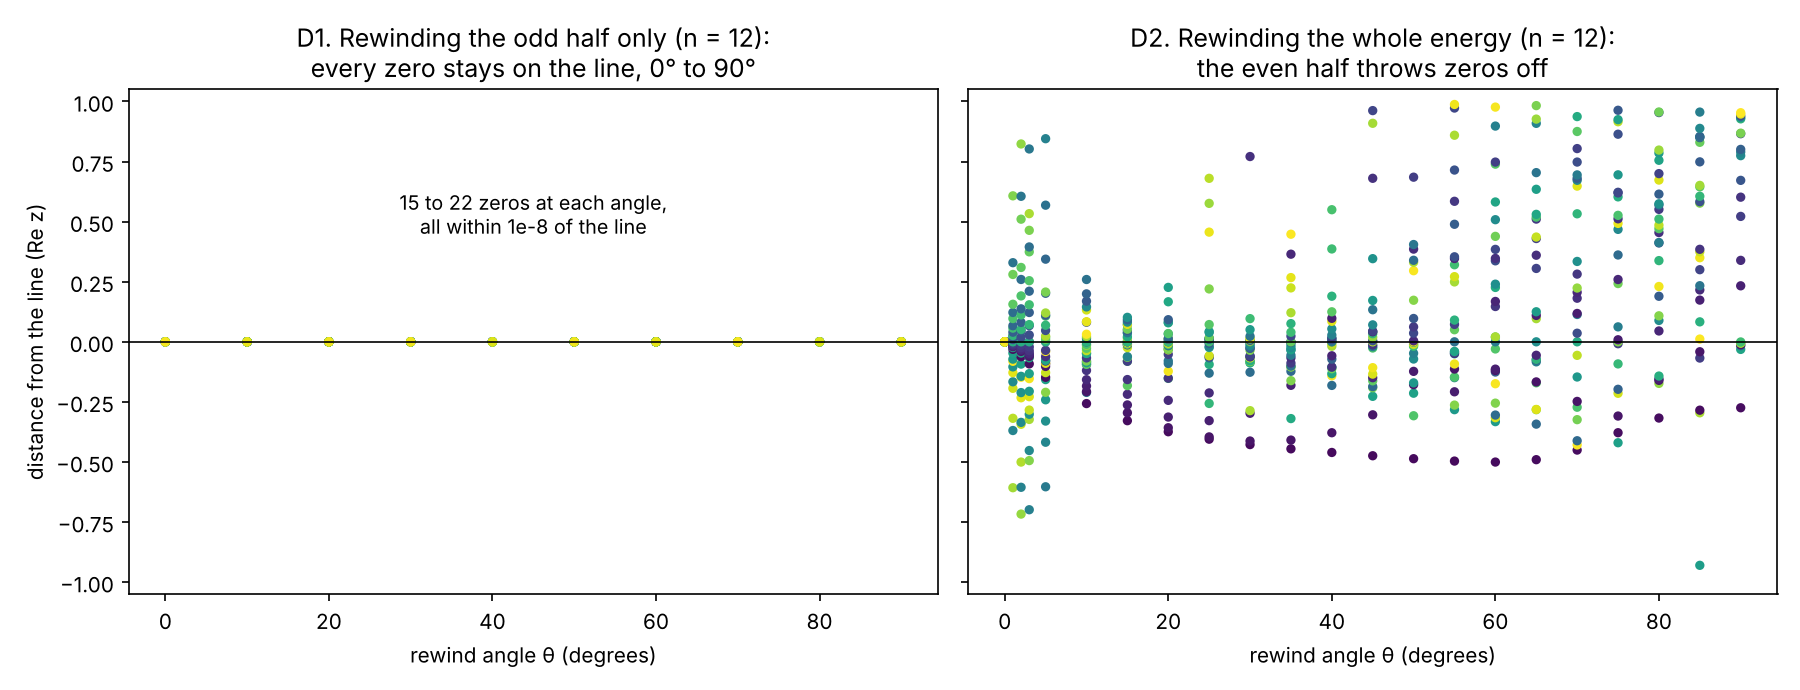 D1. Rewinding the odd half only (n = 12):
every zero stays on the line, 0° to 90°
1.00
0.75
0.50
0.25
0.00
−0.25
−0.50
−0.75
−1.00
distance from the line (Re z)
15 to 22 zeros at each angle,
all within 1e-8 of the line
0 20 40 60 80
rewind angle θ (degrees)
D2. Rewinding the whole energy (n = 12):
the even half throws zeros off
0 20 40 60 80
rewind angle θ (degrees)